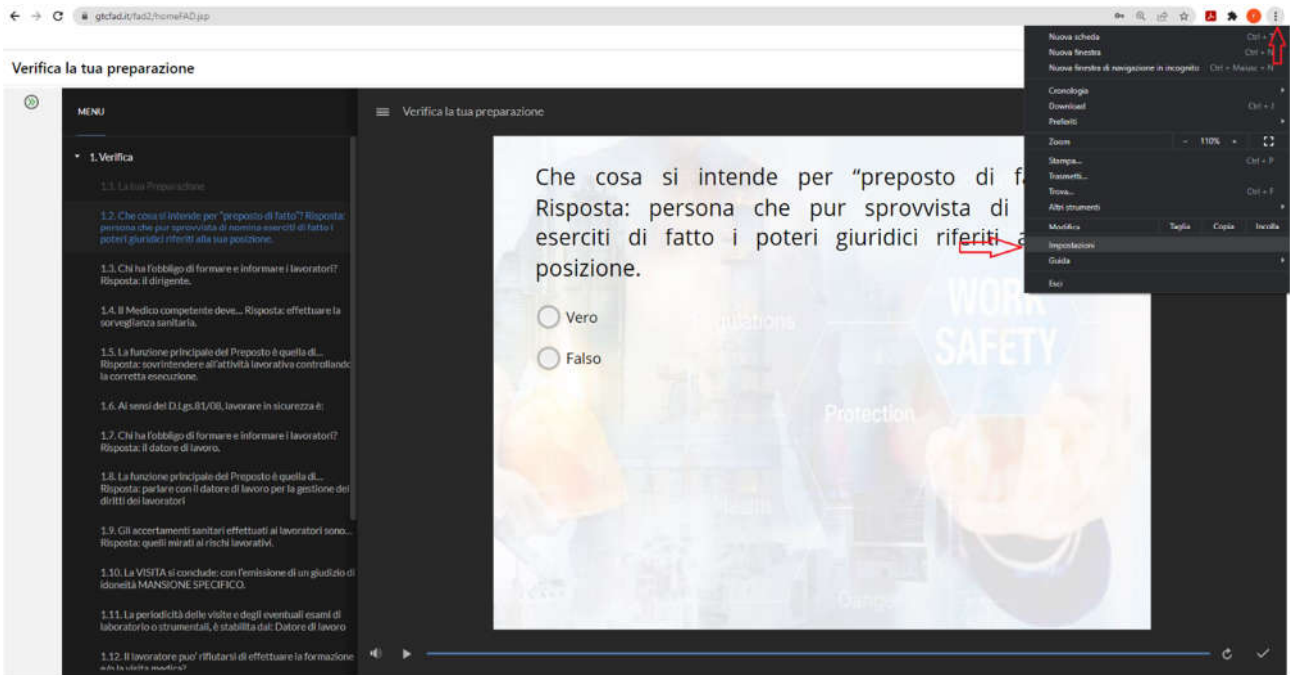 gtcfad.it/fad2/homeFAD.jsp
Verifica la tua preparazione
MENU
1. Verifica
1.1. La tua Preparazione
1.2. Che cosa si intende per "preposto di fatto"? Risposta:
persona che pur sprovvista di nomina eserciti di fatto i
poteri giuridici riferiti alla sua posizione.
1.3. Chi ha l'obbligo di formare e informare i lavoratori?
Risposta: il dirigente.
1.4. Il Medico competente deve... Risposta: effettuare la
sorveglianza sanitaria.
1.5. La funzione principale del Preposto è quella di...
Risposta: sovrintendere all'attività lavorativa controllando
la corretta esecuzione.
1.6. Ai sensi del D.Lgs.81/08, lavorare in sicurezza è:
1.7. Chi ha l'obbligo di formare e informare i lavoratori?
Risposta: il datore di lavoro.
1.8. La funzione principale del Preposto è quella di...
Risposta: parlare con il datore di lavoro per la gestione dei
diritti dei lavoratori
1.9. Gli accertamenti sanitari effettuati ai lavoratori sono...
Risposta: quelli mirati ai rischi lavorativi.
1.10. La VISITA si conclude: con l'emissione di un giudizio di
idoneità MANSIONE SPECIFICO.
1.11. La periodicità delle visite e degli eventuali esami di
laboratorio o strumentali, è stabilita dal: Datore di lavoro
1.12. Il lavoratore puo' rifiutarsi di effettuare la formazione
e/o la visita medica?
Verifica la tua preparazione
Che cosa si intende per "preposto di
Risposta: persona che pur sprovvista di
eserciti di fatto i poteri giuridici riferiti
posizione.
Vero
Falso
Regulations
WORK
SAFETY
Protection
Nuova scheda Ctrl + T
Nuova finestra Ctrl + N
Nuova finestra di navigazione in incognito Ctrl + Maiusc + N
Cronologia
Download Ctrl + J
Preferiti
Zoom - 110% +
Stampa... Ctrl + P
Trasmetti...
Trova... Ctrl + F
Altri strumenti
Modifica Taglia Copia Incolla
Impostazioni
Guida
Esci